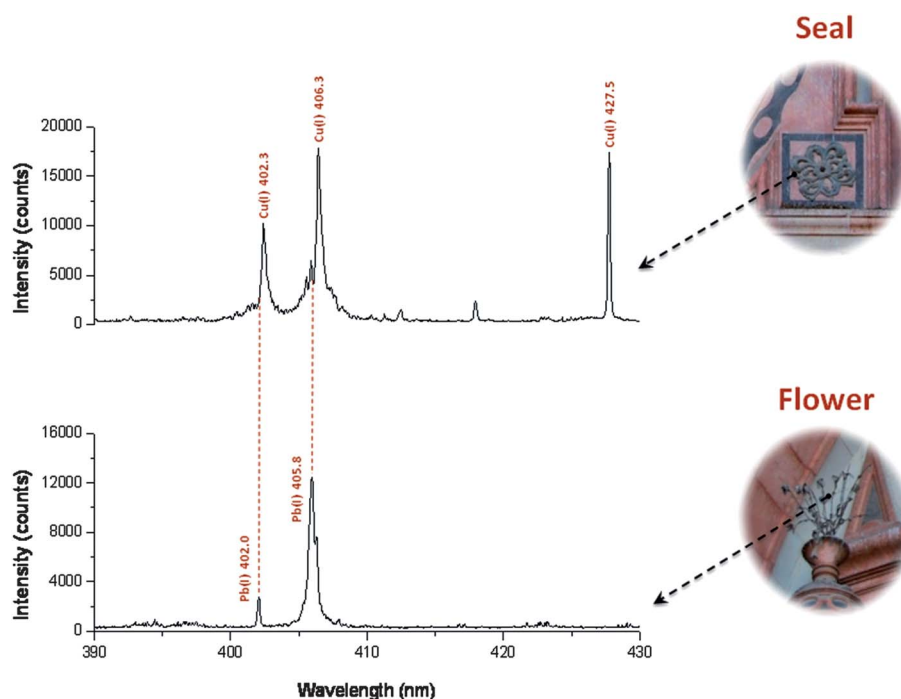 Seal
Cu(I) 402.3
Cu(I) 406.3
Cu(I) 427.5
Intensity (counts)
20000
15000
10000
5000
0
Flower
Pb(I) 402.0
Pb(I) 405.8
Intensity (counts)
16000
12000
8000
4000
0
390
400
410
420
430
Wavelength (nm)